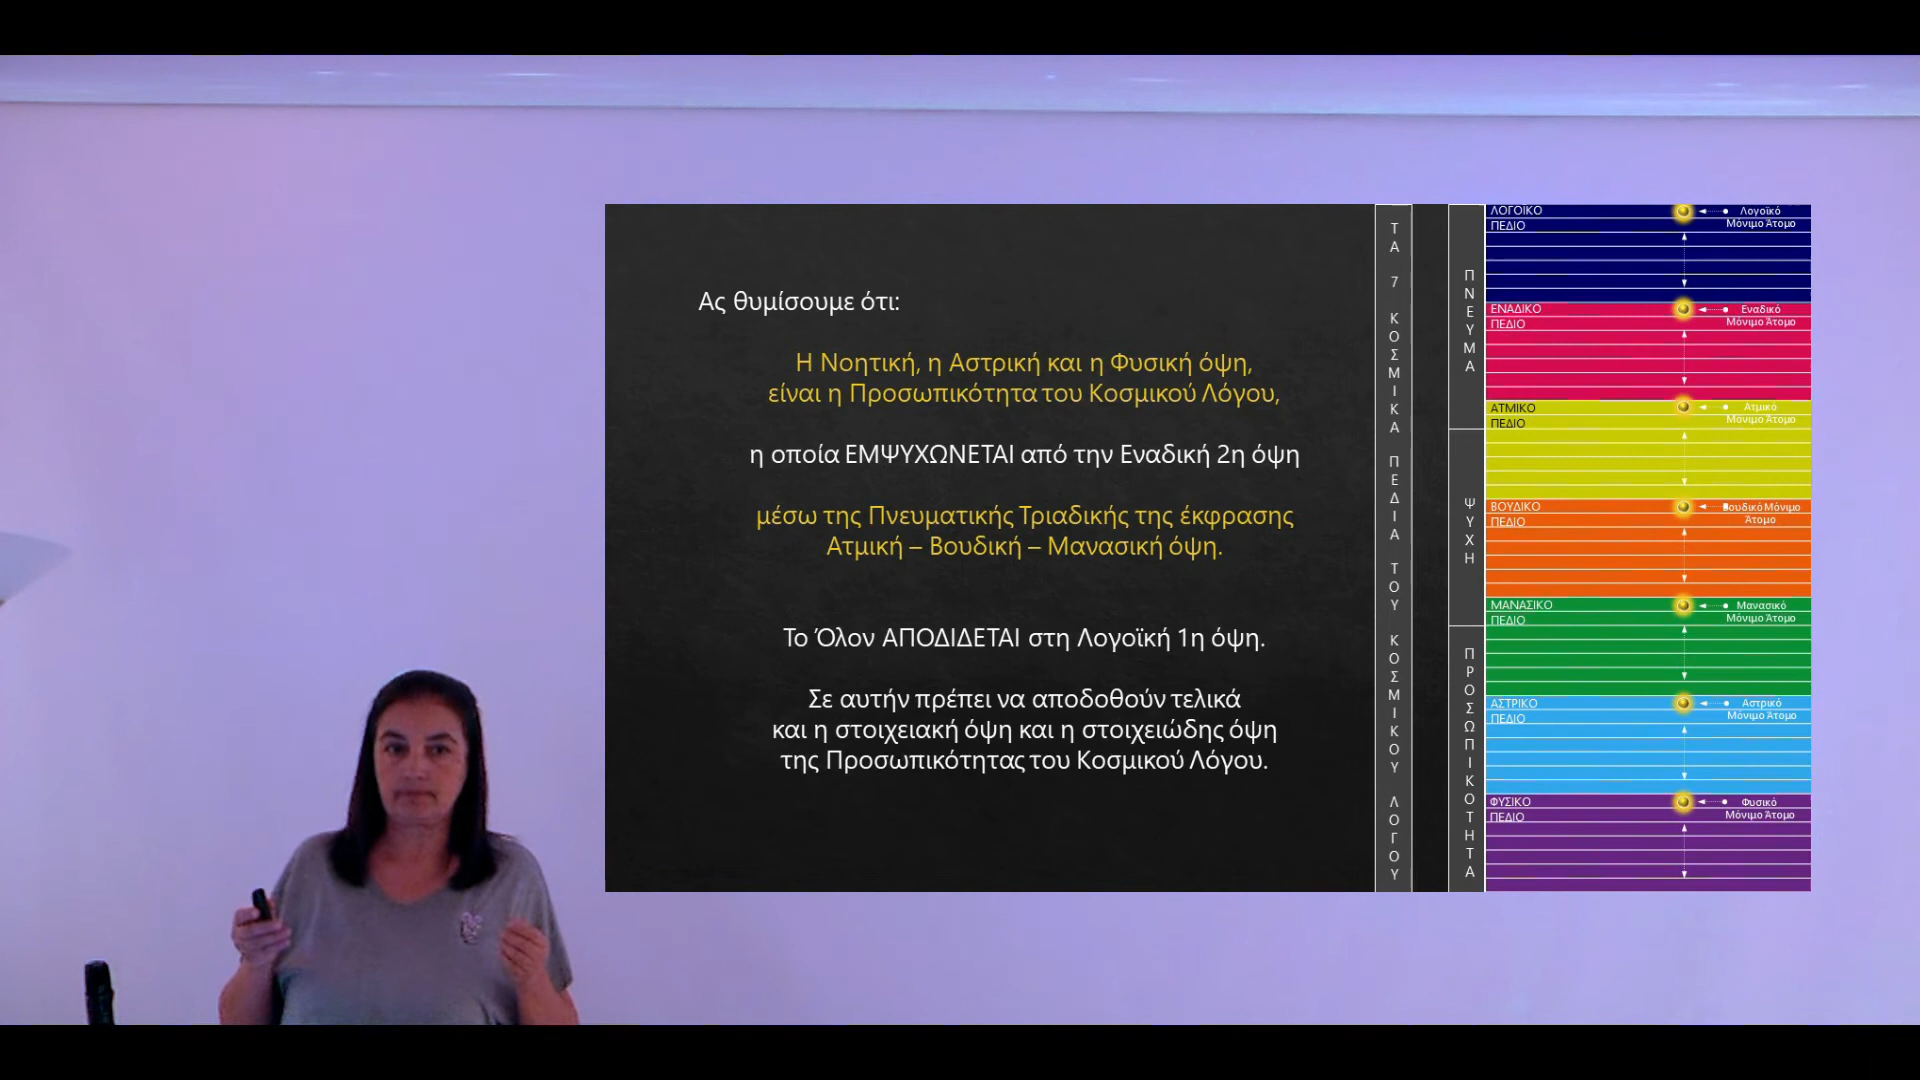 Ας θυμίσουμε ότι:
Η Νοητική, η Αστρική και η Φυσική όψη,
είναι η Προσωπικότητα του Κοσμικού Λόγου,
η οποία ΕΜΨΥΧΩΝΕΤΑΙ από την Εναδική 2η όψη
μέσω της Πνευματικής Τριαδικής της έκφρασης
Ατμική – Βουδική – Μανασική όψη.
Το Όλον ΑΠΟΔΙΔΕΤΑΙ στη Λογοϊκή 1η όψη.
Σε αυτήν πρέπει να αποδοθούν τελικά
και η στοιχειακή όψη και η στοιχειώδης όψη
της Προσωπικότητας του Κοσμικού Λόγου.
ΤΑ 7 ΚΟΣΜΙΚΑ ΠΕΔΙΑ ΤΟΥ ΚΟΣΜΙΚΟΥ ΛΟΓΟΥ
ΠΝΕΥΜΑ
ΨΥΧΗ
ΠΡΟΣΩΠΙΚΟΤΗΤΑ
ΛΟΓΟΙΚΟ
ΠΕΔΙΟ
Λογοϊκό
Μόνιμο Άτομο
ΕΝΑΔΙΚΟ
ΠΕΔΙΟ
Εναδικό
Μόνιμο Άτομο
ΑΤΜΙΚΟ
ΠΕΔΙΟ
Ατμικό
Μόνιμο Άτομο
ΒΟΥΔΙΚΟ
ΠΕΔΙΟ
Βουδικό Μόνιμο
Άτομο
ΜΑΝΑΣΙΚΟ
ΠΕΔΙΟ
Μανασικό
Μόνιμο Άτομο
ΑΣΤΡΙΚΟ
ΠΕΔΙΟ
Αστρικό
Μόνιμο Άτομο
ΦΥΣΙΚΟ
ΠΕΔΙΟ
Φυσικό
Μόνιμο Άτομο